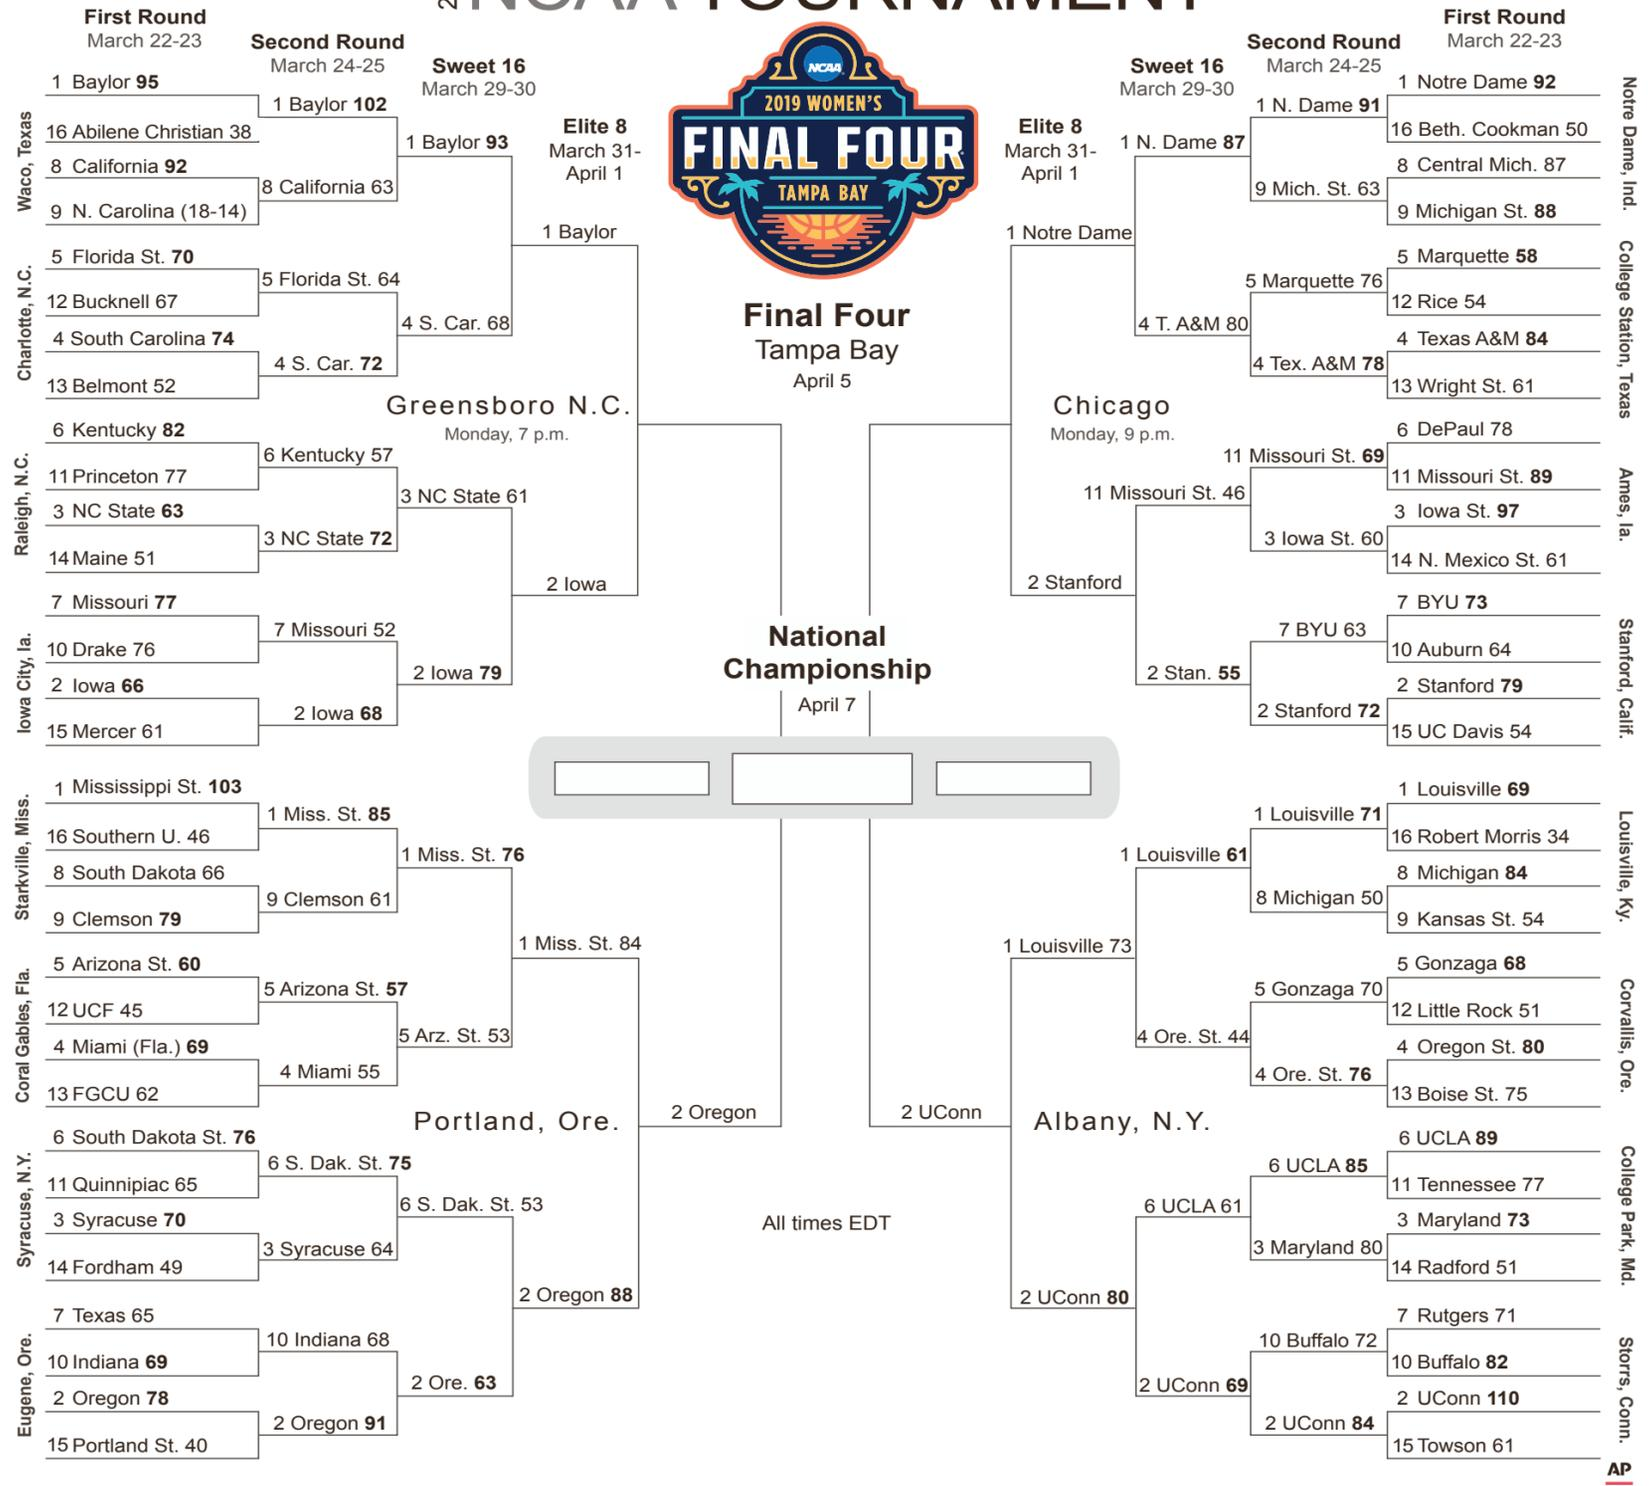 NCAA TOURNAMENT
First Round
March 22-23
Second Round
March 24-25
Sweet 16
March 29-30
Elite 8
March 31-
April 1
NCAA
2019 WOMEN'S
FINAL FOUR
TAMPA BAY
Final Four
Tampa Bay
April 5
Elite 8
March 31-
April 1
Sweet 16
March 29-30
Second Round
March 24-25
First Round
March 22-23
Waco, Texas
1 Baylor 95
16 Abilene Christian 38
8 California 92
9 N. Carolina (18-14)
Charlotte, N.C.
5 Florida St. 70
12 Bucknell 67
4 South Carolina 74
13 Belmont 52
Raleigh, N.C.
6 Kentucky 82
11 Princeton 77
3 NC State 63
14 Maine 51
Iowa City, Ia.
7 Missouri 77
10 Drake 76
2 Iowa 66
15 Mercer 61
1 Baylor 102
8 California 63
5 Florida St. 64
4 S. Car. 72
6 Kentucky 57
3 NC State 72
7 Missouri 52
2 Iowa 68
1 Baylor 93
4 S. Car. 68
3 NC State 61
2 Iowa 79
1 Baylor
2 Iowa
Greensboro N.C.
Monday, 7 p.m.
Starkville, Miss.
1 Mississippi St. 103
16 Southern U. 46
8 South Dakota 66
9 Clemson 79
Coral Gables, Fla.
5 Arizona St. 60
12 UCF 45
4 Miami (Fla.) 69
13 FGCU 62
Syracuse, N.Y.
6 South Dakota St. 76
11 Quinnipiac 65
3 Syracuse 70
14 Fordham 49
Eugene, Ore.
7 Texas 65
10 Indiana 69
2 Oregon 78
15 Portland St. 40
1 Miss. St. 85
9 Clemson 61
5 Arizona St. 57
4 Miami 55
6 S. Dak. St. 75
3 Syracuse 64
10 Indiana 68
2 Oregon 91
1 Miss. St. 76
5 Arz. St. 53
6 S. Dak. St. 53
2 Ore. 63
1 Miss. St. 84
2 Oregon 88
Portland, Ore.
2 Oregon
National
Championship
April 7
All times EDT
1 Notre Dame
2 Stanford
Chicago
Monday, 9 p.m.
1 N. Dame 87
4 T. A&M 80
11 Missouri St. 46
2 Stan. 55
1 N. Dame 91
9 Mich. St. 63
5 Marquette 76
4 Tex. A&M 78
11 Missouri St. 69
3 Iowa St. 60
7 BYU 63
2 Stanford 72
1 Notre Dame 92
16 Beth. Cookman 50
8 Central Mich. 87
9 Michigan St. 88
Notre Dame, Ind.
5 Marquette 58
12 Rice 54
4 Texas A&M 84
13 Wright St. 61
College Station, Texas
6 DePaul 78
11 Missouri St. 89
3 Iowa St. 97
14 N. Mexico St. 61
Ames, Ia.
7 BYU 73
10 Auburn 64
2 Stanford 79
15 UC Davis 54
Stanford, Calif.
2 UConn
Albany, N.Y.
1 Louisville 73
2 UConn 80
1 Louisville 61
4 Ore. St. 44
6 UCLA 61
2 UConn 69
1 Louisville 71
8 Michigan 50
5 Gonzaga 70
4 Ore. St. 76
6 UCLA 85
3 Maryland 80
10 Buffalo 72
2 UConn 84
1 Louisville 69
16 Robert Morris 34
8 Michigan 84
9 Kansas St. 54
Louisville, Ky.
5 Gonzaga 68
12 Little Rock 51
4 Oregon St. 80
13 Boise St. 75
Corvallis, Ore.
6 UCLA 89
11 Tennessee 77
3 Maryland 73
14 Radford 51
College Park, Md.
7 Rutgers 71
10 Buffalo 82
2 UConn 110
15 Towson 61
Storrs, Conn.
AP